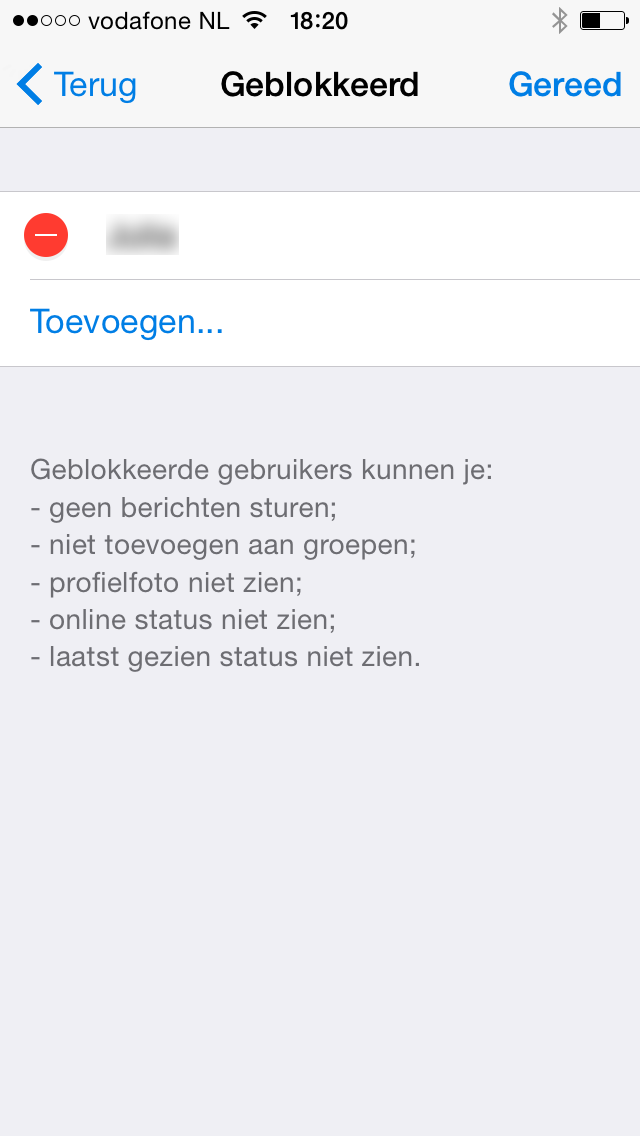 vodafone NL 18:20
Terug Geblokkeerd Gereed
Toevoegen...
Geblokkeerde gebruikers kunnen je:
- geen berichten sturen;
- niet toevoegen aan groepen;
- profielfoto niet zien;
- online status niet zien;
- laatst gezien status niet zien.